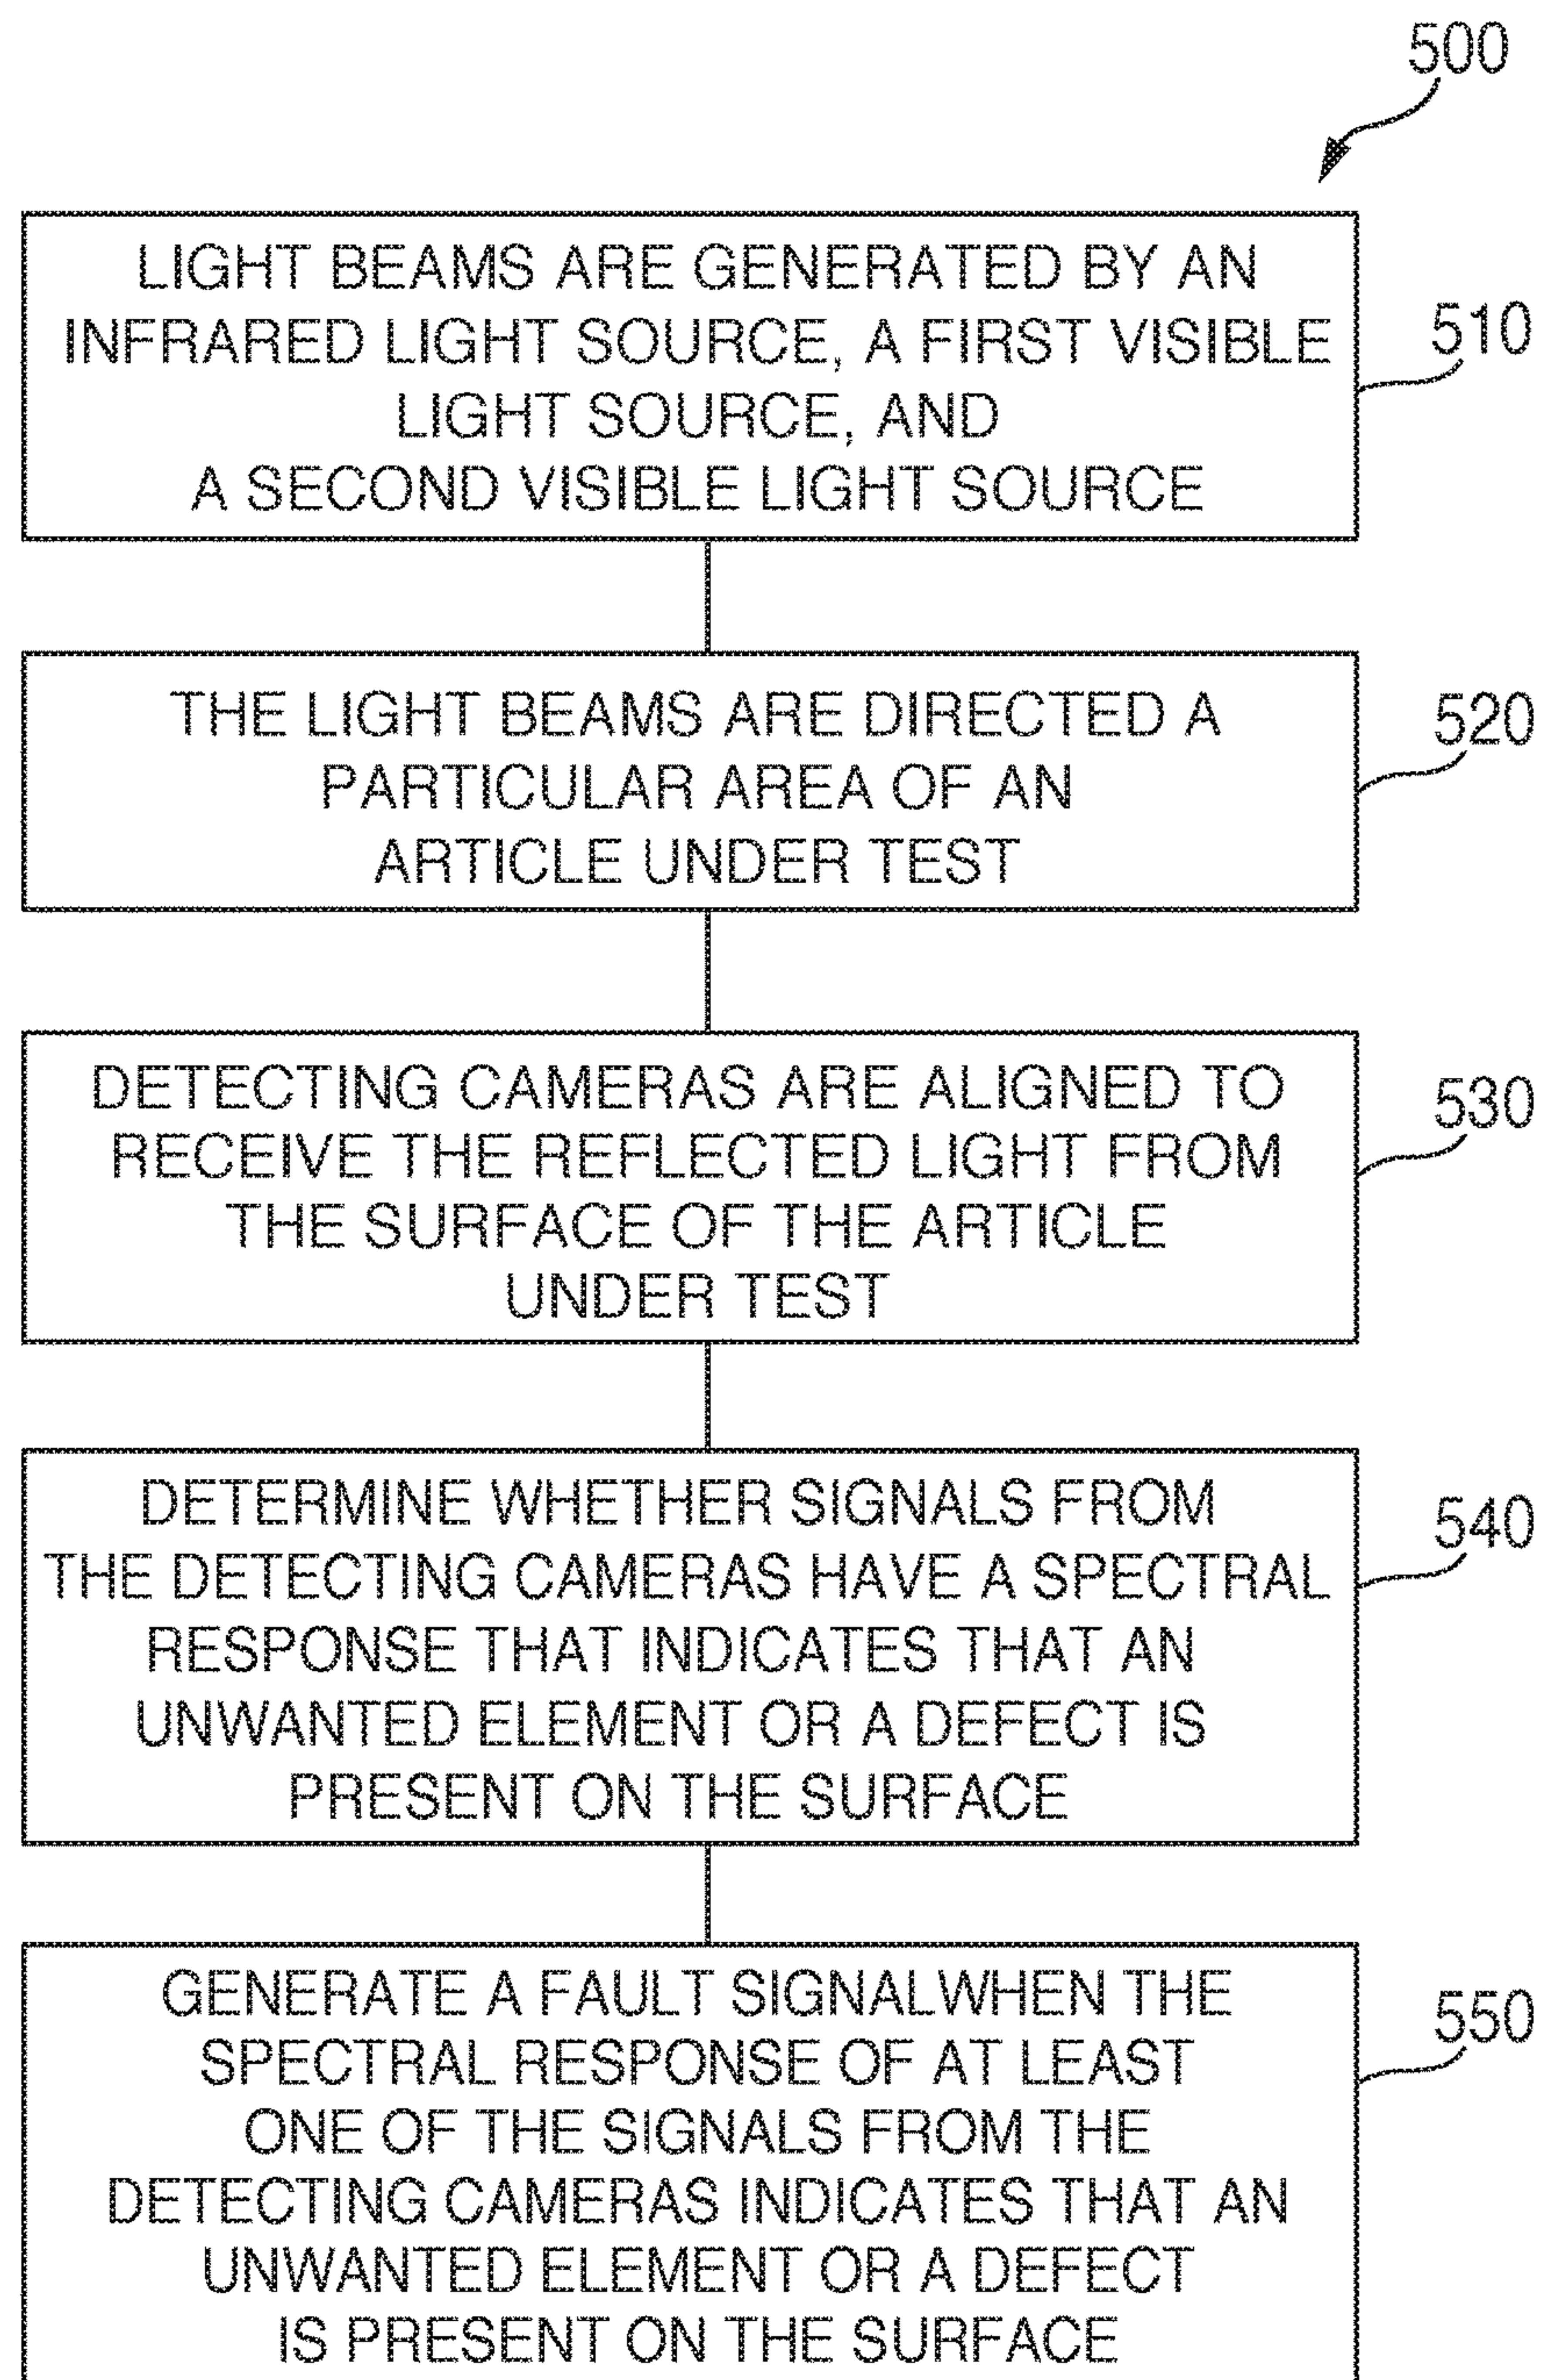 500
LIGHT BEAMS ARE GENERATED BY AN
INFRARED LIGHT SOURCE, A FIRST VISIBLE
LIGHT SOURCE, AND
A SECOND VISIBLE LIGHT SOURCE
510
THE LIGHT BEAMS ARE DIRECTED A
PARTICULAR AREA OF AN
ARTICLE UNDER TEST
520
DETECTING CAMERAS ARE ALIGNED TO
RECEIVE THE REFLECTED LIGHT FROM
THE SURFACE OF THE ARTICLE
UNDER TEST
530
DETERMINE WHETHER SIGNALS FROM
THE DETECTING CAMERAS HAVE A SPECTRAL
RESPONSE THAT INDICATES THAT AN
UNWANTED ELEMENT OR A DEFECT IS
PRESENT ON THE SURFACE
540
GENERATE A FAULT SIGNALWHEN THE
SPECTRAL RESPONSE OF AT LEAST
ONE OF THE SIGNALS FROM THE
DETECTING CAMERAS INDICATES THAT AN
UNWANTED ELEMENT OR A DEFECT
IS PRESENT ON THE SURFACE
550